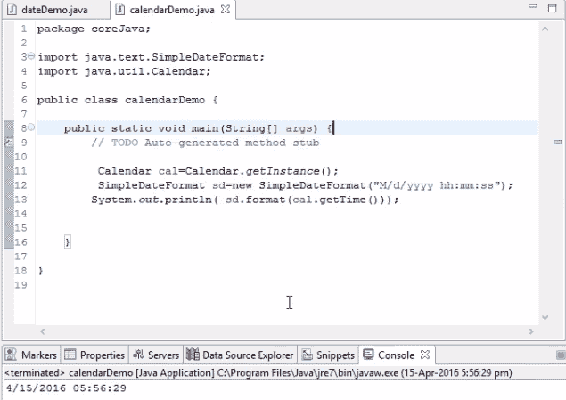 dateDemo.java calendarDemo.java
1 package coreJava;
2
3 import java.text.SimpleDateFormat;
4 import java.util.Calendar;
5
6 public class calendarDemo {
7
8 public static void main(String[] args) {
9 // TODO Auto-generated method stub
10
11 Calendar cal=Calendar.getInstance();
12 SimpleDateFormat sd=new SimpleDateFormat("M/d/yyyy hh:mm:ss");
13 System.out.println( sd.format(cal.getTime()));
14
15
16 }
17
18 }
19
Markers Properties Servers Data Source Explorer Snippets Console
<terminated> calendarDemo [Java Application] C:\Program Files\Java\jre7\bin\javaw.exe (15-Apr-2016 5:56:29 pm)
4/15/2016 05:56:29